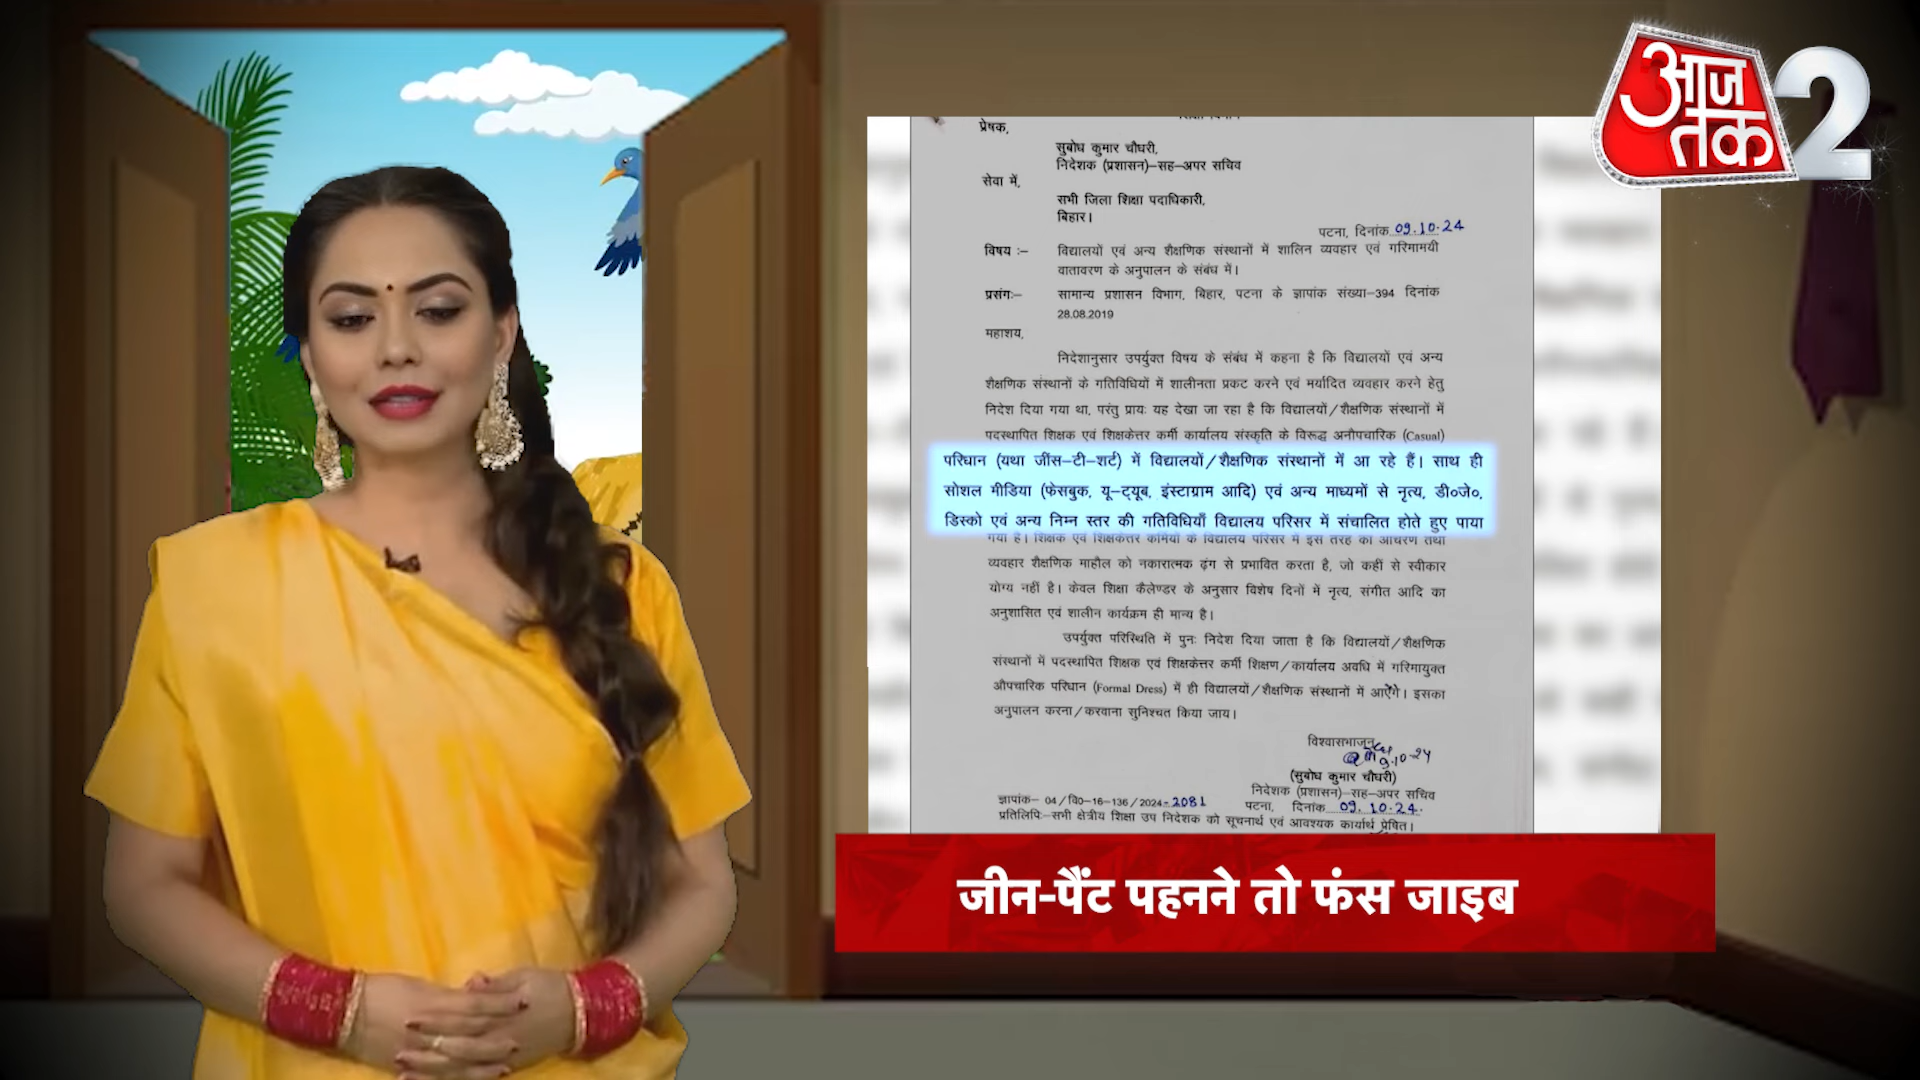 आज
तक 2
प्रेषक,
सुबोध कुमार चौधरी,
निदेशक (प्रशासन)–सह–अपर सचिव
सेवा में,
सभी जिला शिक्षा पदाधिकारी,
बिहार।
पटना, दिनांक 09.10.24
विषय :– विद्यालयों एवं अन्य शैक्षणिक संस्थानों में शालिन व्यवहार एवं गरिमामयी
वातावरण के अनुपालन के संबंध में।
प्रसंगः– सामान्य प्रशासन विभाग, बिहार, पटना के ज्ञापांक संख्या–394 दिनांक
28.08.2019
महाशय,
निदेशानुसार उपर्युक्त विषय के संबंध में कहना है कि विद्यालयों एवं अन्य
शैक्षणिक संस्थानों के गतिविधियों में शालीनता प्रकट करने एवं मर्यादित व्यवहार करने हेतु
निदेश दिया गया था, परंतु प्रायः यह देखा जा रहा है कि विद्यालयों/शैक्षणिक संस्थानों में
पदस्थापित शिक्षक एवं शिक्षकेत्तर कर्मी कार्यालय संस्कृति के विरूद्ध अनौपचारिक (Casual)
परिधान (यथा जींस–टी–शर्ट) में विद्यालयों/शैक्षणिक संस्थानों में आ रहे हैं। साथ ही
सोशल मीडिया (फेसबुक, यू–ट्यूब, इंस्टाग्राम आदि) एवं अन्य माध्यमों से नृत्य, डी०जे०,
डिस्को एवं अन्य निम्न स्तर की गतिविधियाँ विद्यालय परिसर में संचालित होते हुए पाया
गया है। शिक्षक एवं शिक्षकेत्तर कर्मियों के विद्यालय परिसर में इस तरह का आचरण तथा
व्यवहार शैक्षणिक माहौल को नकारात्मक ढ़ंग से प्रभावित करता है, जो कहीं से स्वीकार
योग्य नहीं है। केवल शिक्षा कैलेण्डर के अनुसार विशेष दिनों में नृत्य, संगीत आदि का
अनुशासित एवं शालीन कार्यक्रम ही मान्य है।
उपर्युक्त परिस्थिति में पुनः निदेश दिया जाता है कि विद्यालयों/शैक्षणिक
संस्थानों में पदस्थापित शिक्षक एवं शिक्षकेत्तर कर्मी शिक्षण/कार्यालय अवधि में गरिमायुक्त
औपचारिक परिधान (Formal Dress) में ही विद्यालयों/शैक्षणिक संस्थानों में आऐंगे। इसका
अनुपालन करना/करवाना सुनिश्चत किया जाय।
विश्वासभाजन
9.10.24
(सुबोध कुमार चौधरी)
निदेशक (प्रशासन)–सह–अपर सचिव
ज्ञापांक– 04/वि0–16–136/2024-2081 पटना, दिनांक 09.10.24.
प्रतिलिपिः–सभी क्षेत्रीय शिक्षा उप निदेशक को सूचनार्थ एवं आवश्यक कार्यार्थ प्रेषित।
जीन-पैंट पहनने तो फंस जाइब